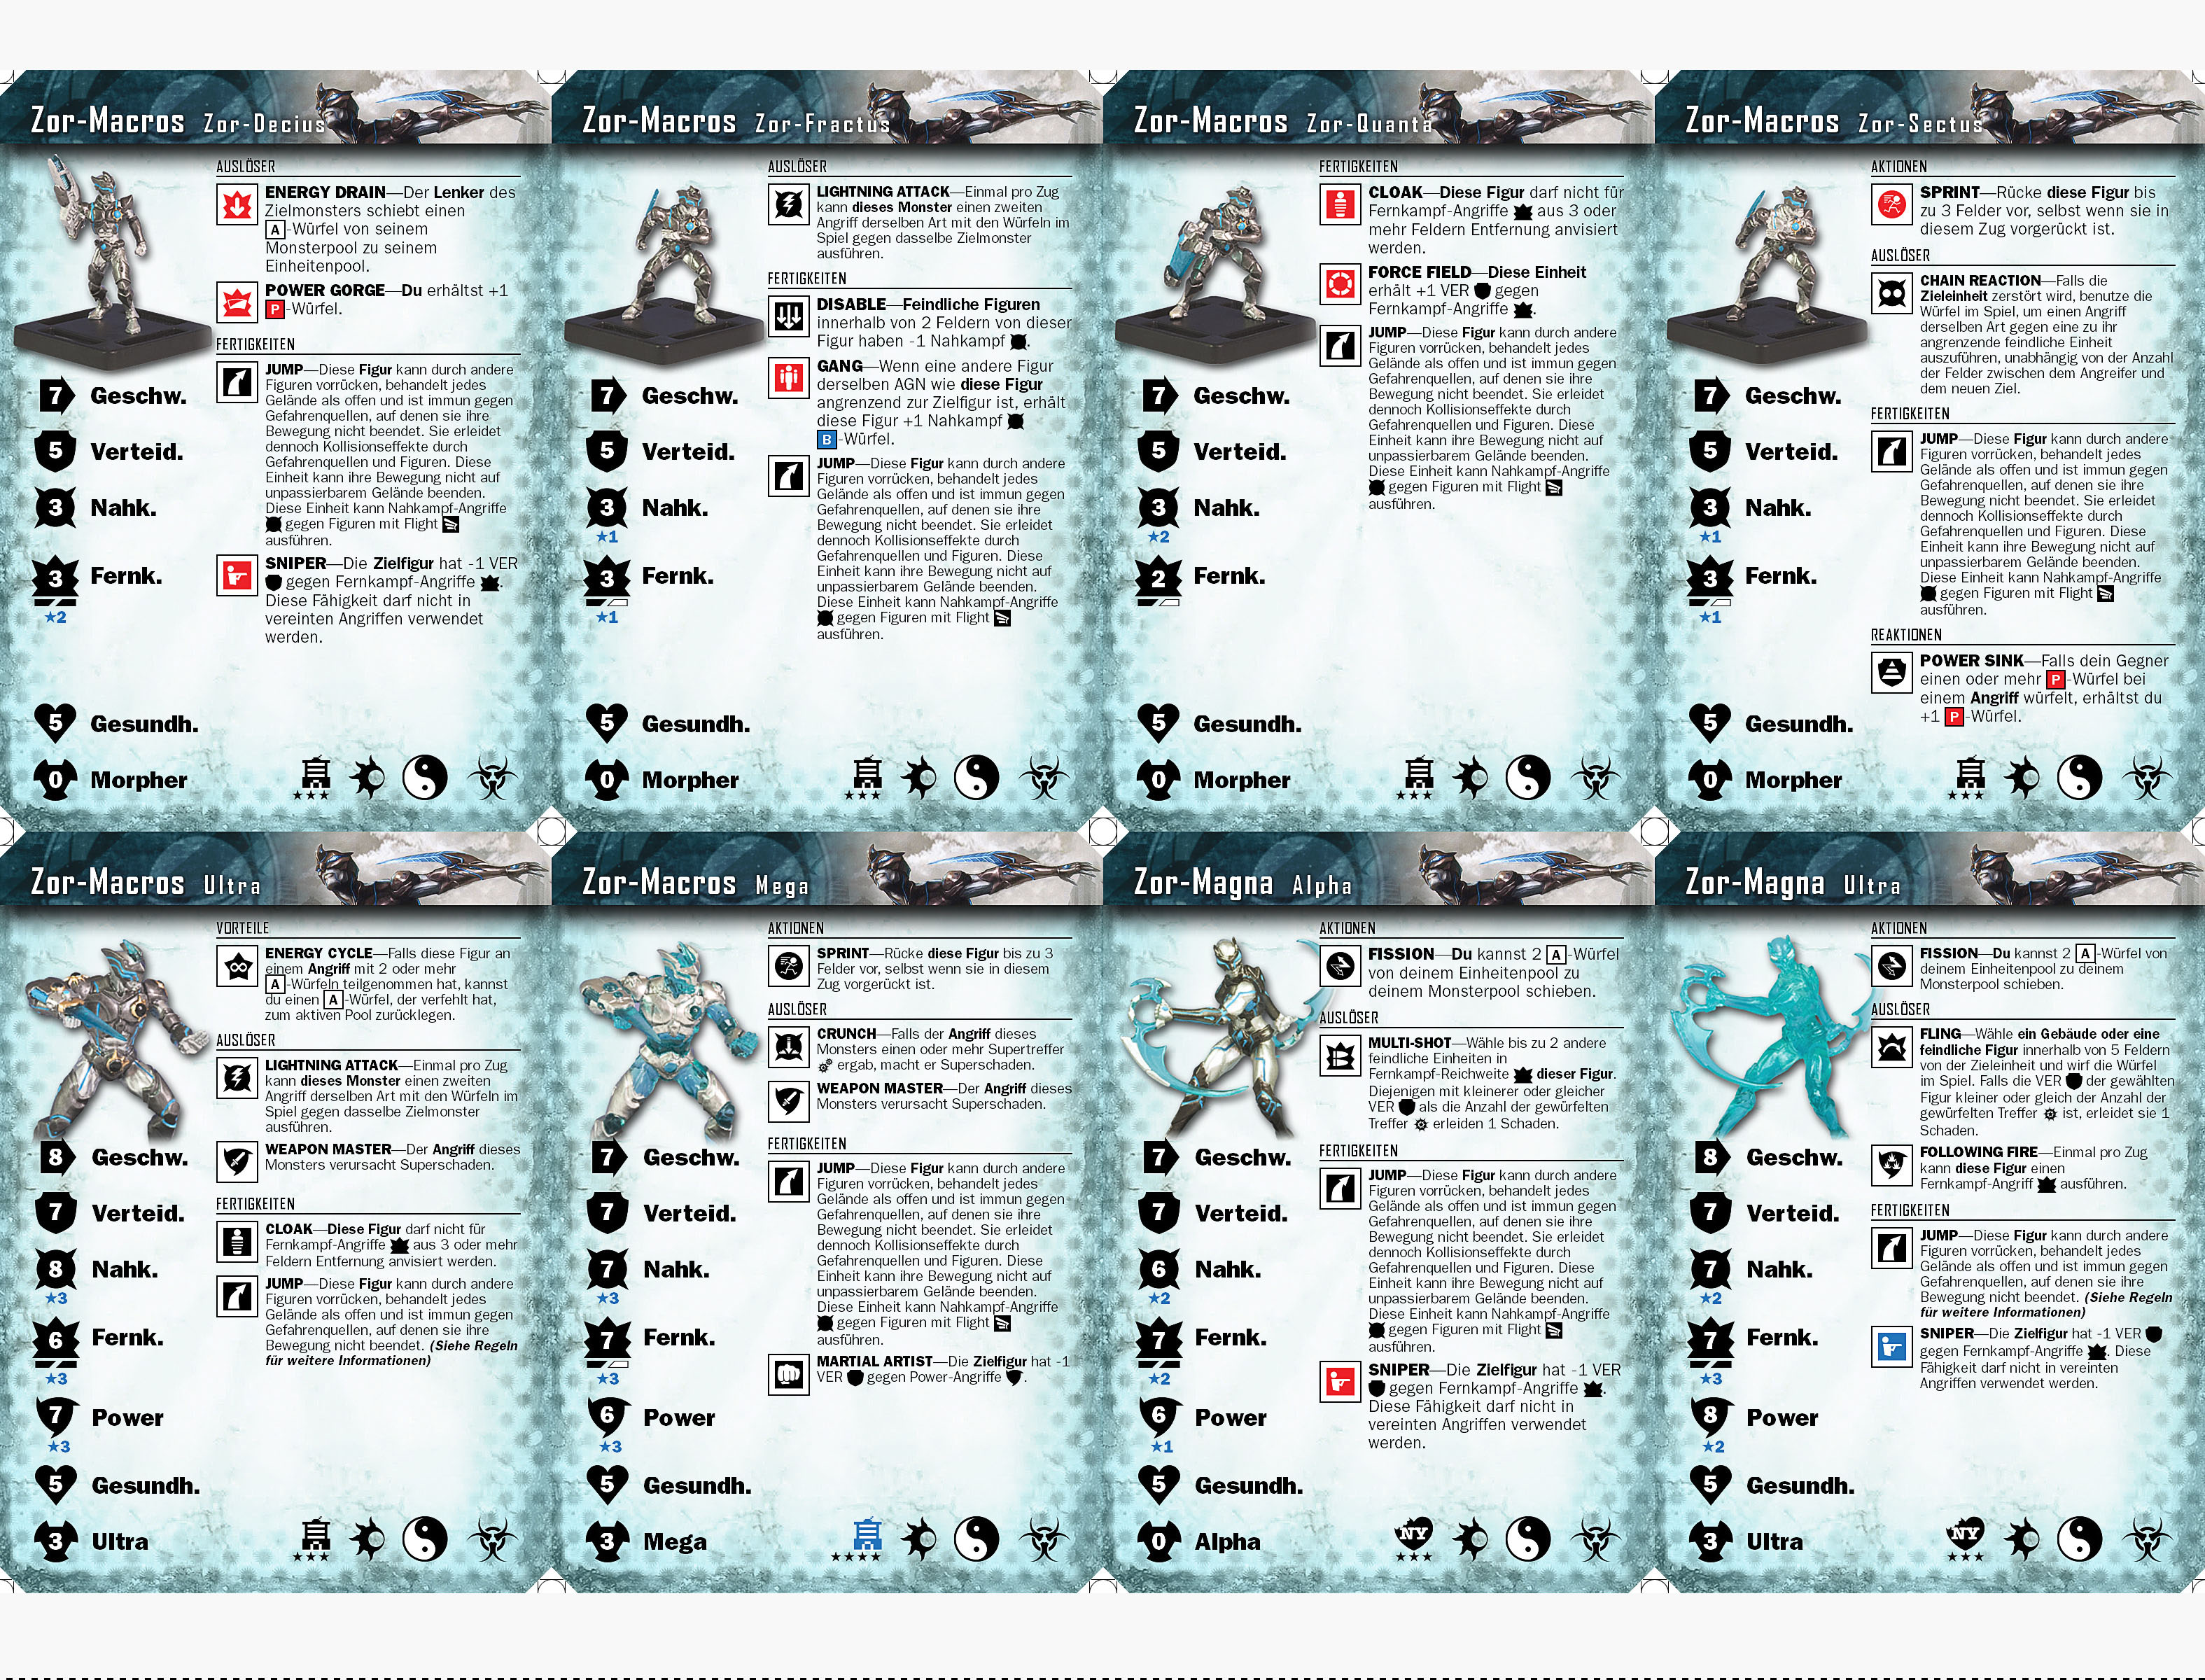 Zor-Macros Zor-Decius
AUSLÖSER
ENERGY DRAIN—Der Lenker des
Zielmonsters schiebt einen
A-Würfel von seinem
Monsterpool zu seinem
Einheitenpool.
POWER GORGE—Du erhältst +1
P-Würfel.
FERTIGKEITEN
JUMP—Diese Figur kann durch andere
Figuren vorrücken, behandelt jedes
Gelände als offen und ist immun gegen
Gefahrenquellen, auf denen sie ihre
Bewegung nicht beendet. Sie erleidet
dennoch Kollisionseffekte durch
Gefahrenquellen und Figuren. Diese
Einheit kann ihre Bewegung nicht auf
unpassierbarem Gelände beenden.
Diese Einheit kann Nahkampf-Angriffe
gegen Figuren mit Flight
ausführen.
SNIPER—Die Zielfigur hat -1 VER
gegen Fernkampf-Angriffe .
Diese Fähigkeit darf nicht in
vereinten Angriffen verwendet
werden.
7 Geschw.
5 Verteid.
3 Nahk.
3 Fernk.
★2
5 Gesundh.
0 Morpher
★★★
Zor-Macros Zor-Fractus
AUSLÖSER
LIGHTNING ATTACK—Einmal pro Zug
kann dieses Monster einen zweiten
Angriff derselben Art mit den Würfeln im
Spiel gegen dasselbe Zielmonster
ausführen.
FERTIGKEITEN
DISABLE—Feindliche Figuren
innerhalb von 2 Feldern von dieser
Figur haben -1 Nahkampf .
GANG—Wenn eine andere Figur
derselben AGN wie diese Figur
angrenzend zur Zielfigur ist, erhält
diese Figur +1 Nahkampf
B-Würfel.
JUMP—Diese Figur kann durch andere
Figuren vorrücken, behandelt jedes
Gelände als offen und ist immun gegen
Gefahrenquellen, auf denen sie ihre
Bewegung nicht beendet. Sie erleidet
dennoch Kollisionseffekte durch
Gefahrenquellen und Figuren. Diese
Einheit kann ihre Bewegung nicht auf
unpassierbarem Gelände beenden.
Diese Einheit kann Nahkampf-Angriffe
gegen Figuren mit Flight
ausführen.
7 Geschw.
5 Verteid.
3 Nahk.
★1
3 Fernk.
★1
5 Gesundh.
0 Morpher
★★★
Zor-Macros Zor-Quanta
FERTIGKEITEN
CLOAK—Diese Figur darf nicht für
Fernkampf-Angriffe aus 3 oder
mehr Feldern Entfernung anvisiert
werden.
FORCE FIELD—Diese Einheit
erhält +1 VER gegen
Fernkampf-Angriffe .
JUMP—Diese Figur kann durch andere
Figuren vorrücken, behandelt jedes
Gelände als offen und ist immun gegen
Gefahrenquellen, auf denen sie ihre
Bewegung nicht beendet. Sie erleidet
dennoch Kollisionseffekte durch
Gefahrenquellen und Figuren. Diese
Einheit kann ihre Bewegung nicht auf
unpassierbarem Gelände beenden.
Diese Einheit kann Nahkampf-Angriffe
gegen Figuren mit Flight
ausführen.
7 Geschw.
5 Verteid.
3 Nahk.
★2
2 Fernk.
5 Gesundh.
0 Morpher
★★★
Zor-Macros Zor-Sectus
AKTIONEN
SPRINT—Rücke diese Figur bis
zu 3 Felder vor, selbst wenn sie in
diesem Zug vorgerückt ist.
AUSLÖSER
CHAIN REACTION—Falls die
Zieleinheit zerstört wird, benutze die
Würfel im Spiel, um einen Angriff
derselben Art gegen eine zu ihr
angrenzende feindliche Einheit
auszuführen, unabhängig von der Anzahl
der Felder zwischen dem Angreifer und
dem neuen Ziel.
FERTIGKEITEN
JUMP—Diese Figur kann durch andere
Figuren vorrücken, behandelt jedes
Gelände als offen und ist immun gegen
Gefahrenquellen, auf denen sie ihre
Bewegung nicht beendet. Sie erleidet
dennoch Kollisionseffekte durch
Gefahrenquellen und Figuren. Diese
Einheit kann ihre Bewegung nicht auf
unpassierbarem Gelände beenden.
Diese Einheit kann Nahkampf-Angriffe
gegen Figuren mit Flight
ausführen.
REAKTIONEN
POWER SINK—Falls dein Gegner
einen oder mehr P-Würfel bei
einem Angriff würfelt, erhältst du
+1 P-Würfel.
7 Geschw.
5 Verteid.
3 Nahk.
★1
3 Fernk.
★1
5 Gesundh.
0 Morpher
★★★
Zor-Macros Ultra
VORTEILE
ENERGY CYCLE—Falls diese Figur an
einem Angriff mit 2 oder mehr
A-Würfeln teilgenommen hat, kannst
du einen A-Würfel, der verfehlt hat,
zum aktiven Pool zurücklegen.
AUSLÖSER
LIGHTNING ATTACK—Einmal pro Zug
kann dieses Monster einen zweiten
Angriff derselben Art mit den Würfeln im
Spiel gegen dasselbe Zielmonster
ausführen.
WEAPON MASTER—Der Angriff dieses
Monsters verursacht Superschaden.
FERTIGKEITEN
CLOAK—Diese Figur darf nicht für
Fernkampf-Angriffe aus 3 oder mehr
Feldern Entfernung anvisiert werden.
JUMP—Diese Figur kann durch andere
Figuren vorrücken, behandelt jedes
Gelände als offen und ist immun gegen
Gefahrenquellen, auf denen sie ihre
Bewegung nicht beendet. (Siehe Regeln
für weitere Informationen)
8 Geschw.
7 Verteid.
8 Nahk.
★3
6 Fernk.
★3
7 Power
★3
5 Gesundh.
3 Ultra
★★★
Zor-Macros Mega
AKTIONEN
SPRINT—Rücke diese Figur bis zu 3
Felder vor, selbst wenn sie in diesem
Zug vorgerückt ist.
AUSLÖSER
CRUNCH—Falls der Angriff dieses
Monsters einen oder mehr Supertreffer
ergab, macht er Superschaden.
WEAPON MASTER—Der Angriff dieses
Monsters verursacht Superschaden.
FERTIGKEITEN
JUMP—Diese Figur kann durch andere
Figuren vorrücken, behandelt jedes
Gelände als offen und ist immun gegen
Gefahrenquellen, auf denen sie ihre
Bewegung nicht beendet. Sie erleidet
dennoch Kollisionseffekte durch
Gefahrenquellen und Figuren. Diese
Einheit kann ihre Bewegung nicht auf
unpassierbarem Gelände beenden.
Diese Einheit kann Nahkampf-Angriffe
gegen Figuren mit Flight
ausführen.
MARTIAL ARTIST—Die Zielfigur hat -1
VER gegen Power-Angriffe .
7 Geschw.
7 Verteid.
7 Nahk.
★3
7 Fernk.
★3
6 Power
★3
5 Gesundh.
3 Mega
★★★★
Zor-Magna Alpha
AKTIONEN
FISSION—Du kannst 2 A-Würfel
von deinem Einheitenpool zu
deinem Monsterpool schieben.
AUSLÖSER
MULTI-SHOT—Wähle bis zu 2 andere
feindliche Einheiten in
Fernkampf-Reichweite dieser Figur.
Diejenigen mit kleinerer oder gleicher
VER als die Anzahl der gewürfelten
Treffer erleiden 1 Schaden.
FERTIGKEITEN
JUMP—Diese Figur kann durch andere
Figuren vorrücken, behandelt jedes
Gelände als offen und ist immun gegen
Gefahrenquellen, auf denen sie ihre
Bewegung nicht beendet. Sie erleidet
dennoch Kollisionseffekte durch
Gefahrenquellen und Figuren. Diese
Einheit kann ihre Bewegung nicht auf
unpassierbarem Gelände beenden.
Diese Einheit kann Nahkampf-Angriffe
gegen Figuren mit Flight
ausführen.
SNIPER—Die Zielfigur hat -1 VER
gegen Fernkampf-Angriffe .
Diese Fähigkeit darf nicht in
vereinten Angriffen verwendet
werden.
7 Geschw.
7 Verteid.
6 Nahk.
★2
7 Fernk.
★2
6 Power
★1
5 Gesundh.
0 Alpha
NY
★★★
Zor-Magna Ultra
AKTIONEN
FISSION—Du kannst 2 A-Würfel von
deinem Einheitenpool zu deinem
Monsterpool schieben.
AUSLÖSER
FLING—Wähle ein Gebäude oder eine
feindliche Figur innerhalb von 5 Feldern
von der Zieleinheit und wirf die Würfel
im Spiel. Falls die VER der gewählten
Figur kleiner oder gleich der Anzahl der
gewürfelten Treffer ist, erleidet sie 1
Schaden.
FOLLOWING FIRE—Einmal pro Zug
kann diese Figur einen
Fernkampf-Angriff ausführen.
FERTIGKEITEN
JUMP—Diese Figur kann durch andere
Figuren vorrücken, behandelt jedes
Gelände als offen und ist immun gegen
Gefahrenquellen, auf denen sie ihre
Bewegung nicht beendet. (Siehe Regeln
für weitere Informationen)
SNIPER—Die Zielfigur hat -1 VER
gegen Fernkampf-Angriffe . Diese
Fähigkeit darf nicht in vereinten
Angriffen verwendet werden.
8 Geschw.
7 Verteid.
7 Nahk.
★2
7 Fernk.
★3
8 Power
★2
5 Gesundh.
3 Ultra
NY
★★★